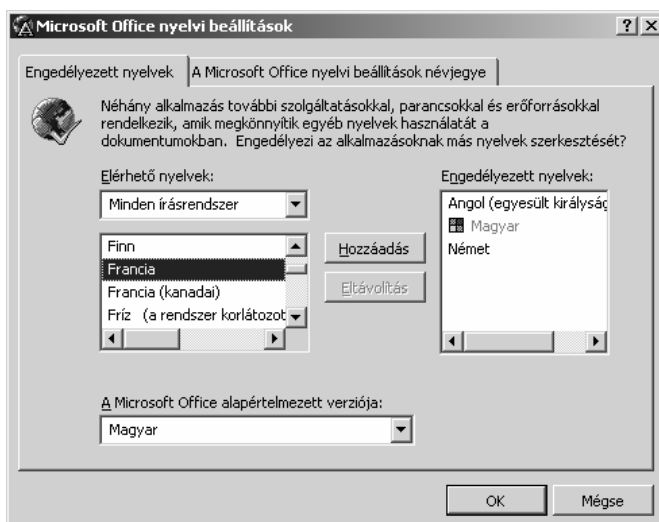 Microsoft Office nyelvi beállítások
Engedélyezett nyelvek
A Microsoft Office nyelvi beállítások névjegye
Néhány alkalmazás további szolgáltatásokkal, parancsokkal és erőforrásokkal
rendelkezik, amik megkönnyítik egyéb nyelvek használatát a
dokumentumokban.  Engedélyezi az alkalmazásoknak más nyelvek szerkesztését?
Elérhető nyelvek:
Minden írásrendszer
Finn
Francia
Francia (kanadai)
Fríz (a rendszer korlátozot
Hozzáadás
Eltávolítás
Engedélyezett nyelvek:
Angol (egyesült királyság
Magyar
Német
A Microsoft Office alapértelmezett verziója:
Magyar
OK
Mégse